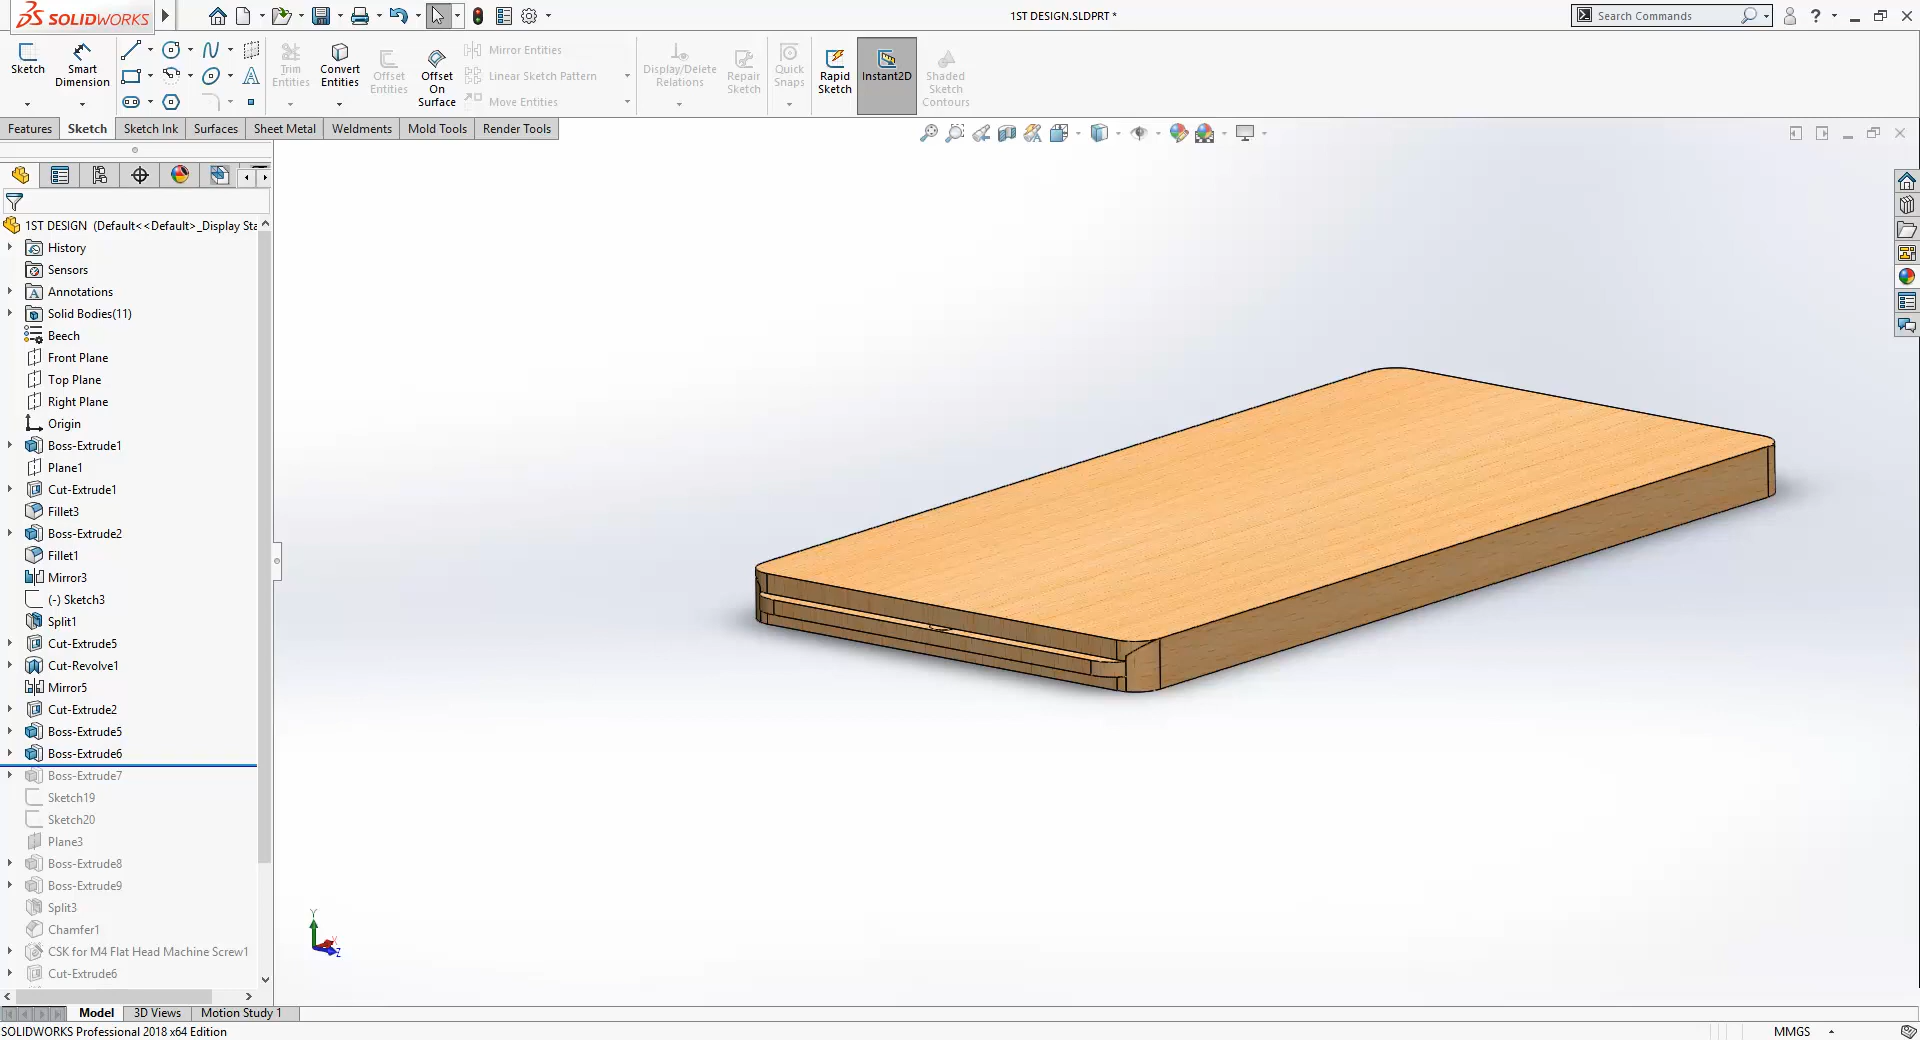 SOLIDWORKS
1ST DESIGN.SLDPRT *
Search Commands
?
Sketch
Smart Dimension
Trim Entities
Convert Entities
Offset Entities
Offset On Surface
Mirror Entities
Linear Sketch Pattern
Move Entities
Display/Delete Relations
Repair Sketch
Quick Snaps
Rapid Sketch
Instant2D
Shaded Sketch Contours
Features
Sketch
Sketch Ink
Surfaces
Sheet Metal
Weldments
Mold Tools
Render Tools
1ST DESIGN (Default<<Default>_Display Sta
History
Sensors
Annotations
Solid Bodies(11)
Beech
Front Plane
Top Plane
Right Plane
Origin
Boss-Extrude1
Plane1
Cut-Extrude1
Fillet3
Boss-Extrude2
Fillet1
Mirror3
(-) Sketch3
Split1
Cut-Extrude5
Cut-Revolve1
Mirror5
Cut-Extrude2
Boss-Extrude5
Boss-Extrude6
Boss-Extrude7
Sketch19
Sketch20
Plane3
Boss-Extrude8
Boss-Extrude9
Split3
Chamfer1
CSK for M4 Flat Head Machine Screw1
Cut-Extrude6
Y
X
Z
Model
3D Views
Motion Study 1
SOLIDWORKS Professional 2018 x64 Edition
MMGS